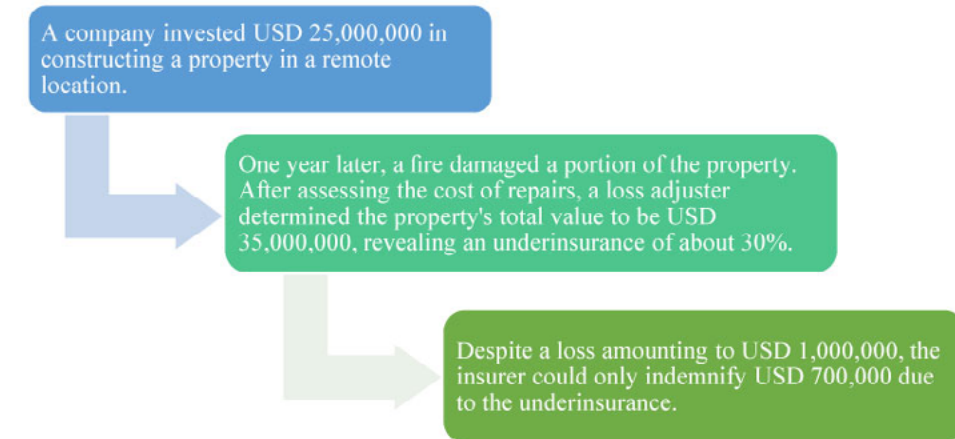 A company invested USD 25,000,000 in
constructing a property in a remote
location.
One year later, a fire damaged a portion of the property.
After assessing the cost of repairs, a loss adjuster
determined the property's total value to be USD
35,000,000, revealing an underinsurance of about 30%.
Despite a loss amounting to USD 1,000,000, the
insurer could only indemnify USD 700,000 due
to the underinsurance.